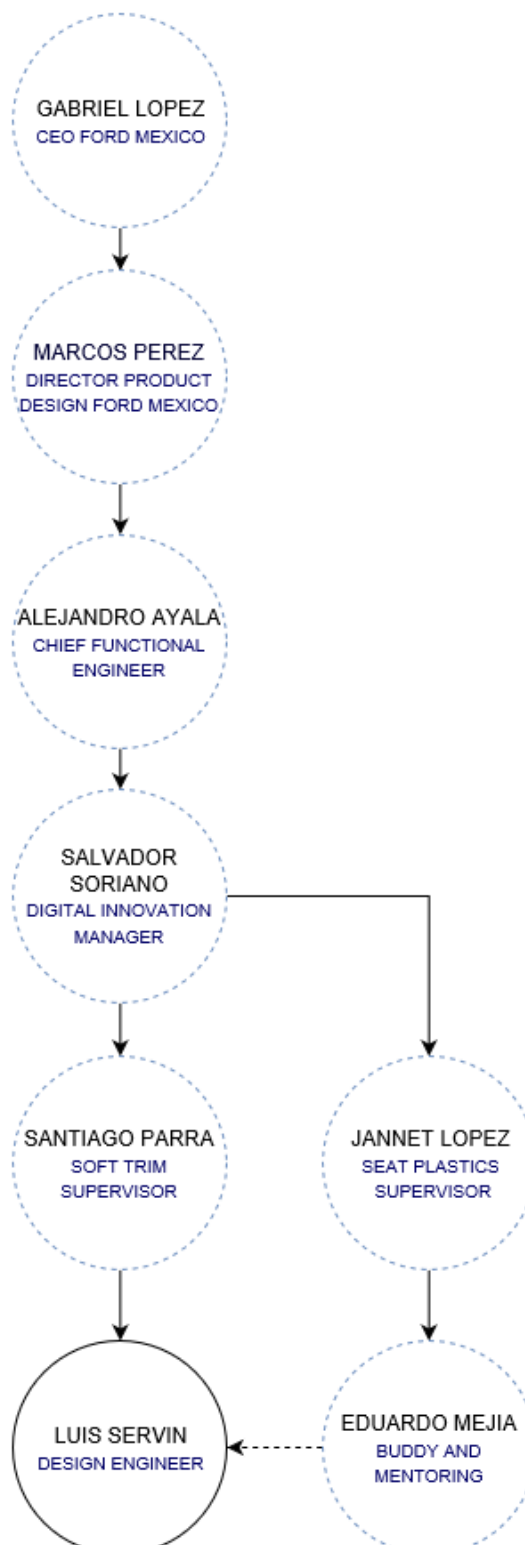 GABRIEL LOPEZ
CEO FORD MEXICO
MARCOS PEREZ
DIRECTOR PRODUCT
DESIGN FORD MEXICO
ALEJANDRO AYALA
CHIEF FUNCTIONAL
ENGINEER
SALVADOR
SORIANO
DIGITAL INNOVATION
MANAGER
SANTIAGO PARRA
SOFT TRIM
SUPERVISOR
JANNET LOPEZ
SEAT PLASTICS
SUPERVISOR
LUIS SERVIN
DESIGN ENGINEER
EDUARDO MEJIA
BUDDY AND
MENTORING